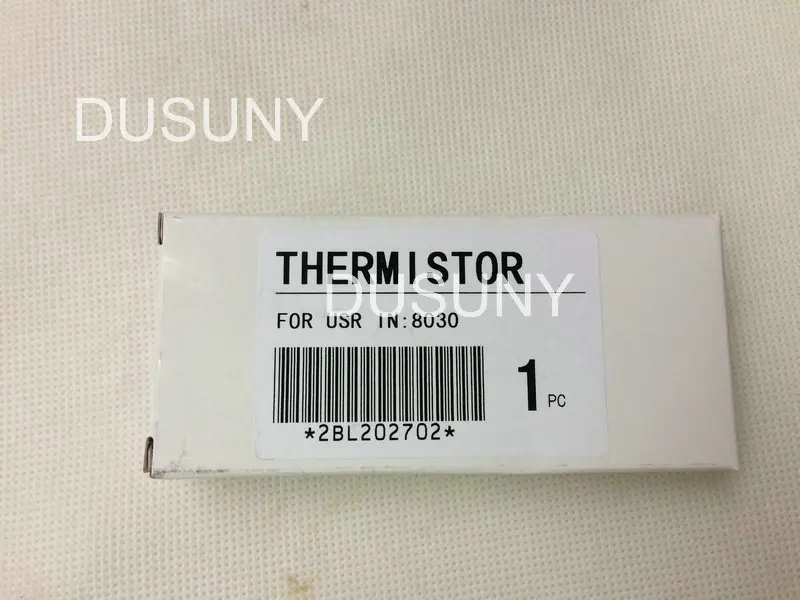 DUSUNY
THERMISTOR
DUSUNY
FOR USR IN:8030
1 PC
*2BL202702*